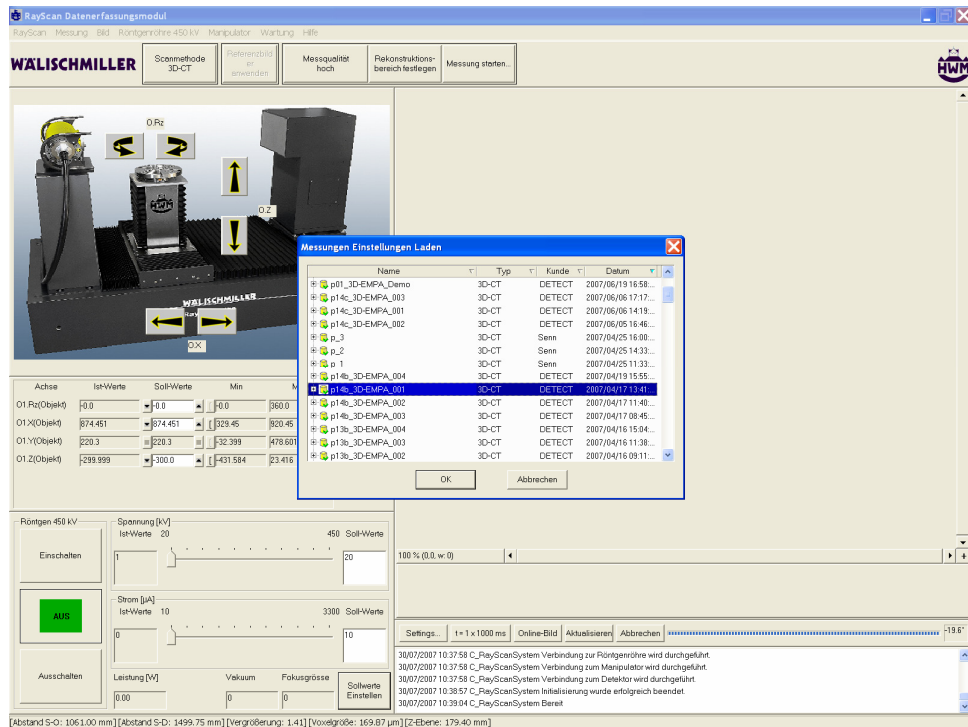 RayScan Datenerfassungsmodul
RayScan Messung Bild Röntgenröhre 450 kV Manipulator Wartung Hilfe
WÄLISCHMILLER
Scanmethode
3D-CT
Referenzbild
er
anwenden
Messqualität
hoch
Rekonstruktions-
bereich festlegen
Messung starten...
HWM
O.Rz
O.Z
HWM
WÄLISCHMILLER
Ray
O.X
Messungen Einstellungen Laden
Name Typ Kunde Datum
p01_3D-EMPA_Demo 3D-CT DETECT 2007/06/19 16:58:...
p14c_3D-EMPA_003 3D-CT DETECT 2007/06/06 17:17:...
p14c_3D-EMPA_001 3D-CT DETECT 2007/06/06 14:19:...
p14c_3D-EMPA_002 3D-CT DETECT 2007/06/05 16:46:...
p_3 3D-CT Senn 2007/04/25 16:00:...
p_2 3D-CT Senn 2007/04/25 14:33:...
p 1 3D-CT Senn 2007/04/25 11:33:...
p14b_3D-EMPA_004 3D-CT DETECT 2007/04/19 15:55:...
p14b_3D-EMPA_001 3D-CT DETECT 2007/04/17 13:41:...
p14b_3D-EMPA_002 3D-CT DETECT 2007/04/17 11:40:...
p14b_3D-EMPA_003 3D-CT DETECT 2007/04/17 08:45:...
p13b_3D-EMPA_004 3D-CT DETECT 2007/04/16 15:04:...
p13b_3D-EMPA_003 3D-CT DETECT 2007/04/16 11:38:...
p13b_3D-EMPA_002 3D-CT DETECT 2007/04/16 09:11:...
OK Abbrechen
Achse Ist-Werte Soll-Werte Min M
O1.Rz(Objekt) -0.0 -0.0 -0.0 360.0
O1.X(Objekt) 874.451 874.451 329.45 920.45
O1.Y(Objekt) 220.3 220.3 -32.399 478.601
O1.Z(Objekt) -299.999 -300.0 -431.584 23.416
Röntgen 450 kV
Einschalten
AUS
Ausschalten
Spannung [kV]
Ist-Werte 20 450 Soll-Werte
1 20
Strom [µA]
Ist-Werte 10 3300 Soll-Werte
0 10
Leistung [W] Vakuum Fokusgrösse
0.00 0 0
Sollwerte
Einstellen
100 % (0,0, w: 0)
Settings... t = 1 x 1000 ms Online-Bild Aktualisieren Abbrechen -19.6°
30/07/2007 10:37:58 C_RayScanSystem Verbindung zur Röntgenröhre wird durchgeführt.
30/07/2007 10:37:58 C_RayScanSystem Verbindung zum Manipulator wird durchgeführt.
30/07/2007 10:37:58 C_RayScanSystem Verbindung zum Detektor wird durchgeführt.
30/07/2007 10:38:57 C_RayScanSystem Initialisierung wurde erfolgreich beendet.
30/07/2007 10:39:04 C_RayScanSystem Bereit
[Abstand S-O: 1061.00 mm] [Abstand S-D: 1499.75 mm] [Vergrößerung: 1.41] [Voxelgröße: 169.87 µm] [Z-Ebene: 179.40 mm]